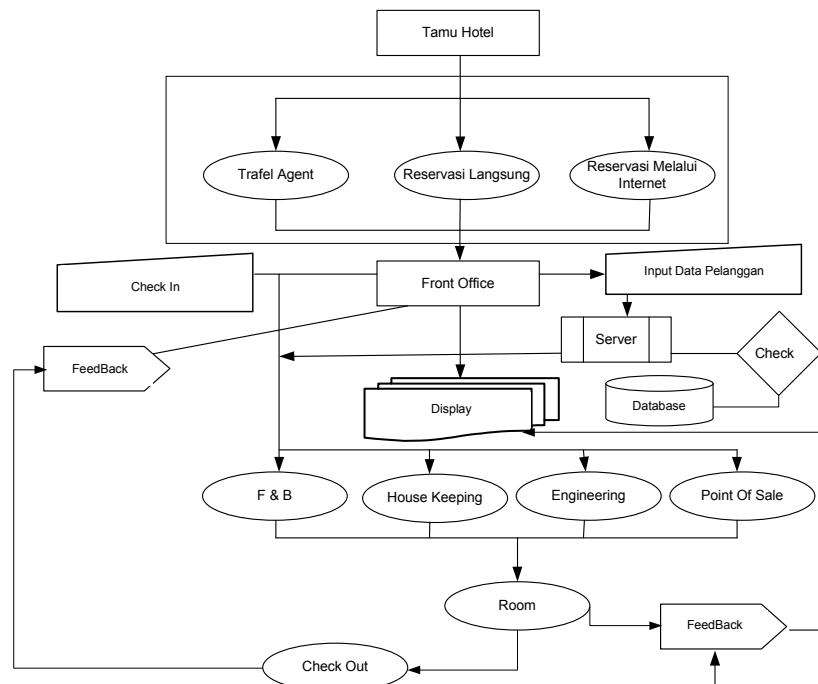 Tamu Hotel
Trafel Agent
Reservasi Langsung
Reservasi Melalui
Internet
Check In
Front Office
Input Data Pelanggan
Server
Check
FeedBack
Display
Database
F & B
House Keeping
Engineering
Point Of Sale
Room
FeedBack
Check Out